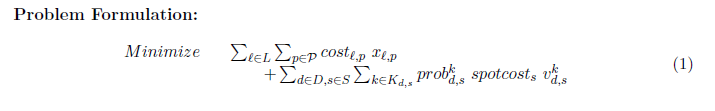 Problem Formulation:
Minimize ∑_{ℓ∈L} ∑_{p∈𝒫} cost_{ℓ,p} x_{ℓ,p}
+ ∑_{d∈D,s∈S} ∑_{k∈K_{d,s}} prob^k_{d,s} spotcost_s v^k_{d,s} (1)